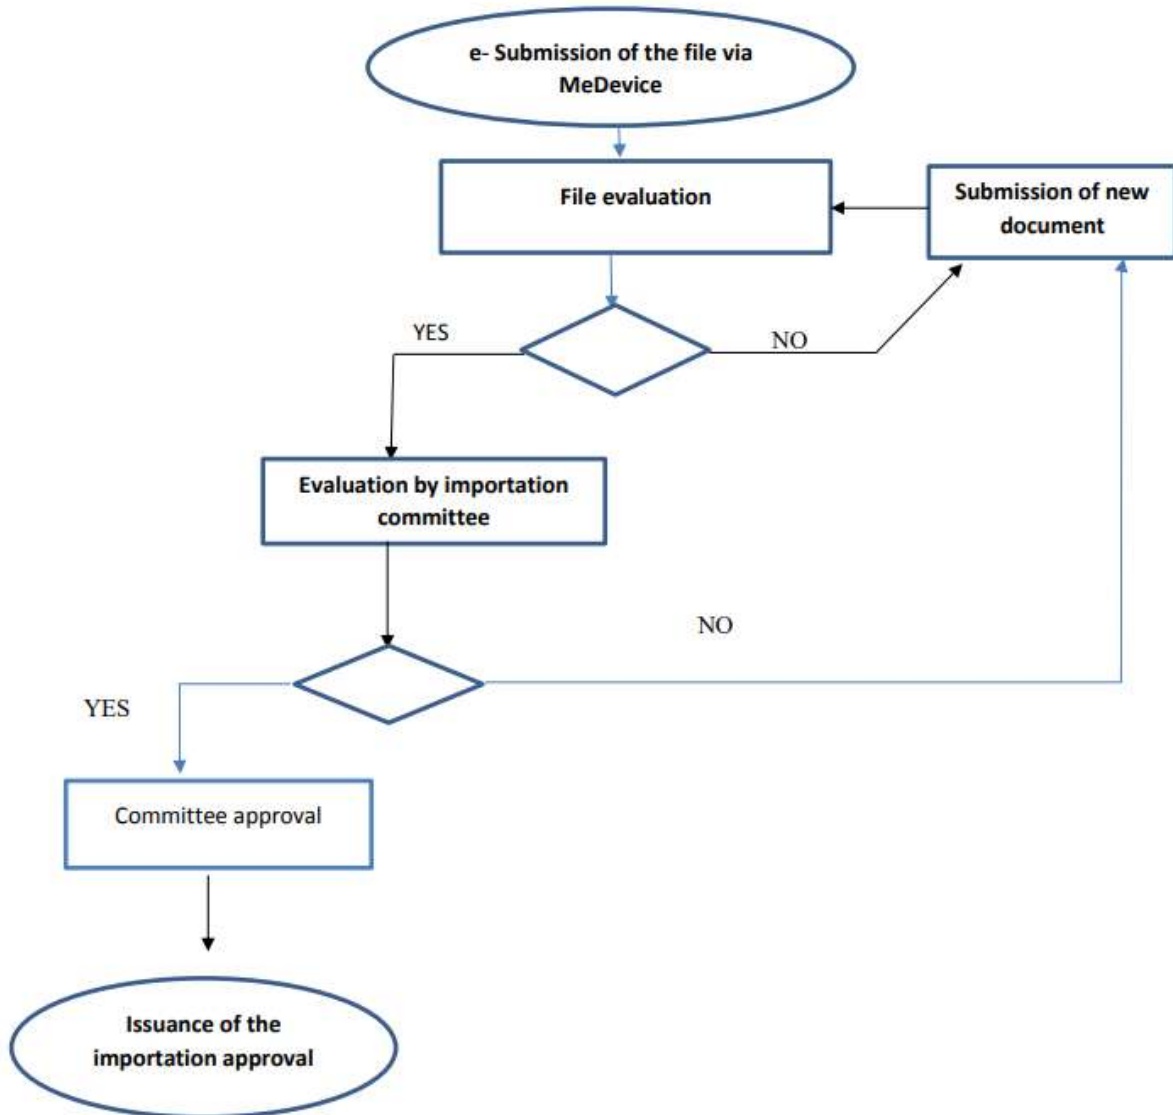 e- Submission of the file via
MeDevice
File evaluation
Submission of new
document
YES
NO
Evaluation by importation
committee
NO
YES
Committee approval
Issuance of the
importation approval